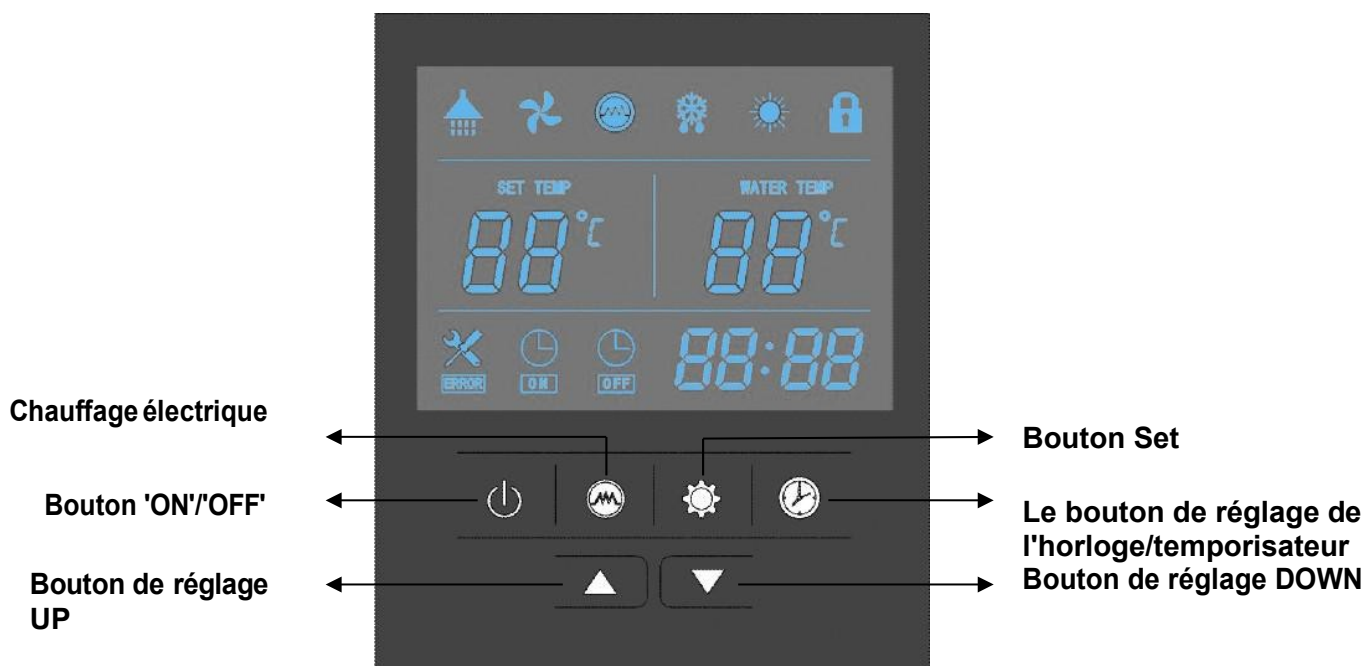 SET TEMP
WATER TEMP
88°C
88°C
ERROR
ON
OFF
88:88
Chauffage électrique
Bouton Set
Bouton 'ON'/'OFF'
Le bouton de réglage de
l'horloge/temporisateur
Bouton de réglage
UP
Bouton de réglage DOWN